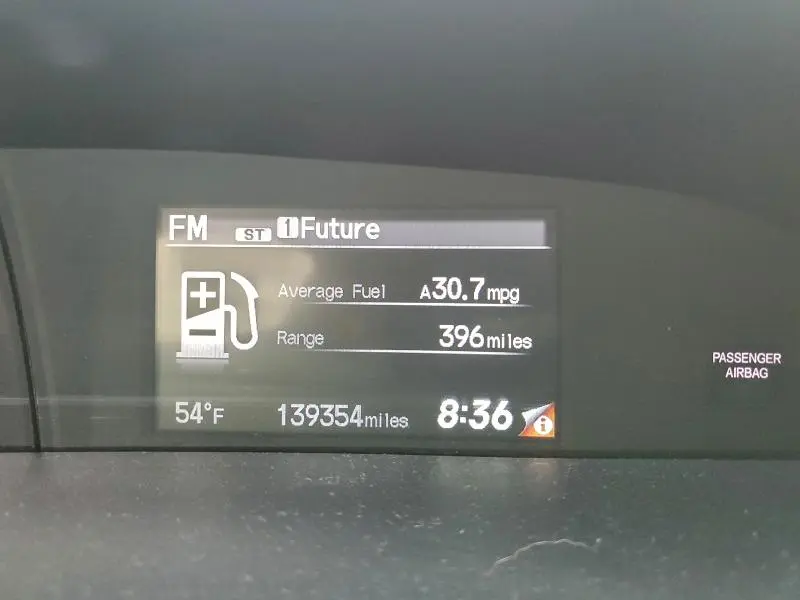 FM ST 1 Future
Average Fuel A30.7mpg
Range 396miles
PASSENGER
AIRBAG
54°F 139354miles 8:36 i